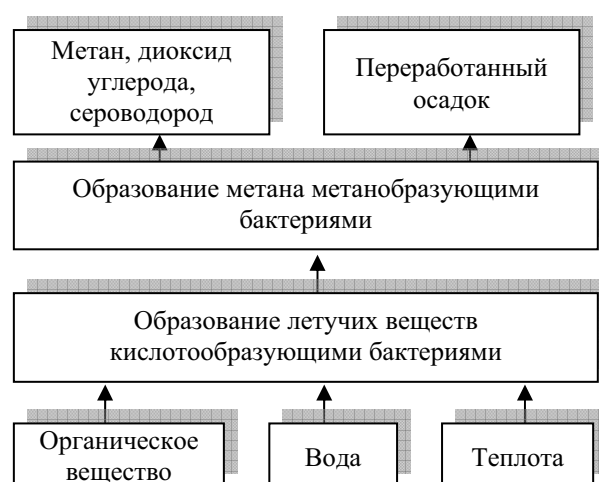 Метан, диоксид
углерода,
сероводород
Переработанный
осадок
Образование метана метанобразующими
бактериями
Образование летучих веществ
кислотообразующими бактериями
Органическое
вещество
Вода
Теплота